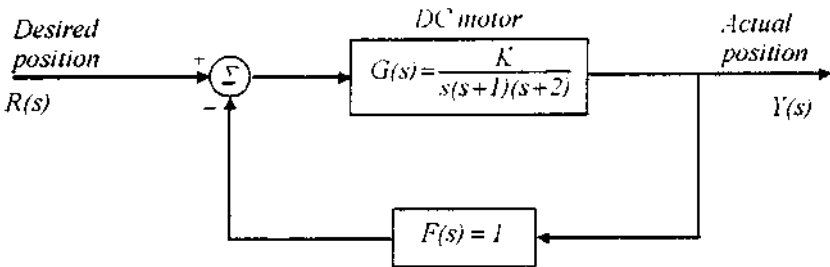 Desired
position
R(s)
+
Σ
−
DC motor
G(s) = K / s(s+1)(s+2)
Actual
position
Y(s)
F(s) = 1